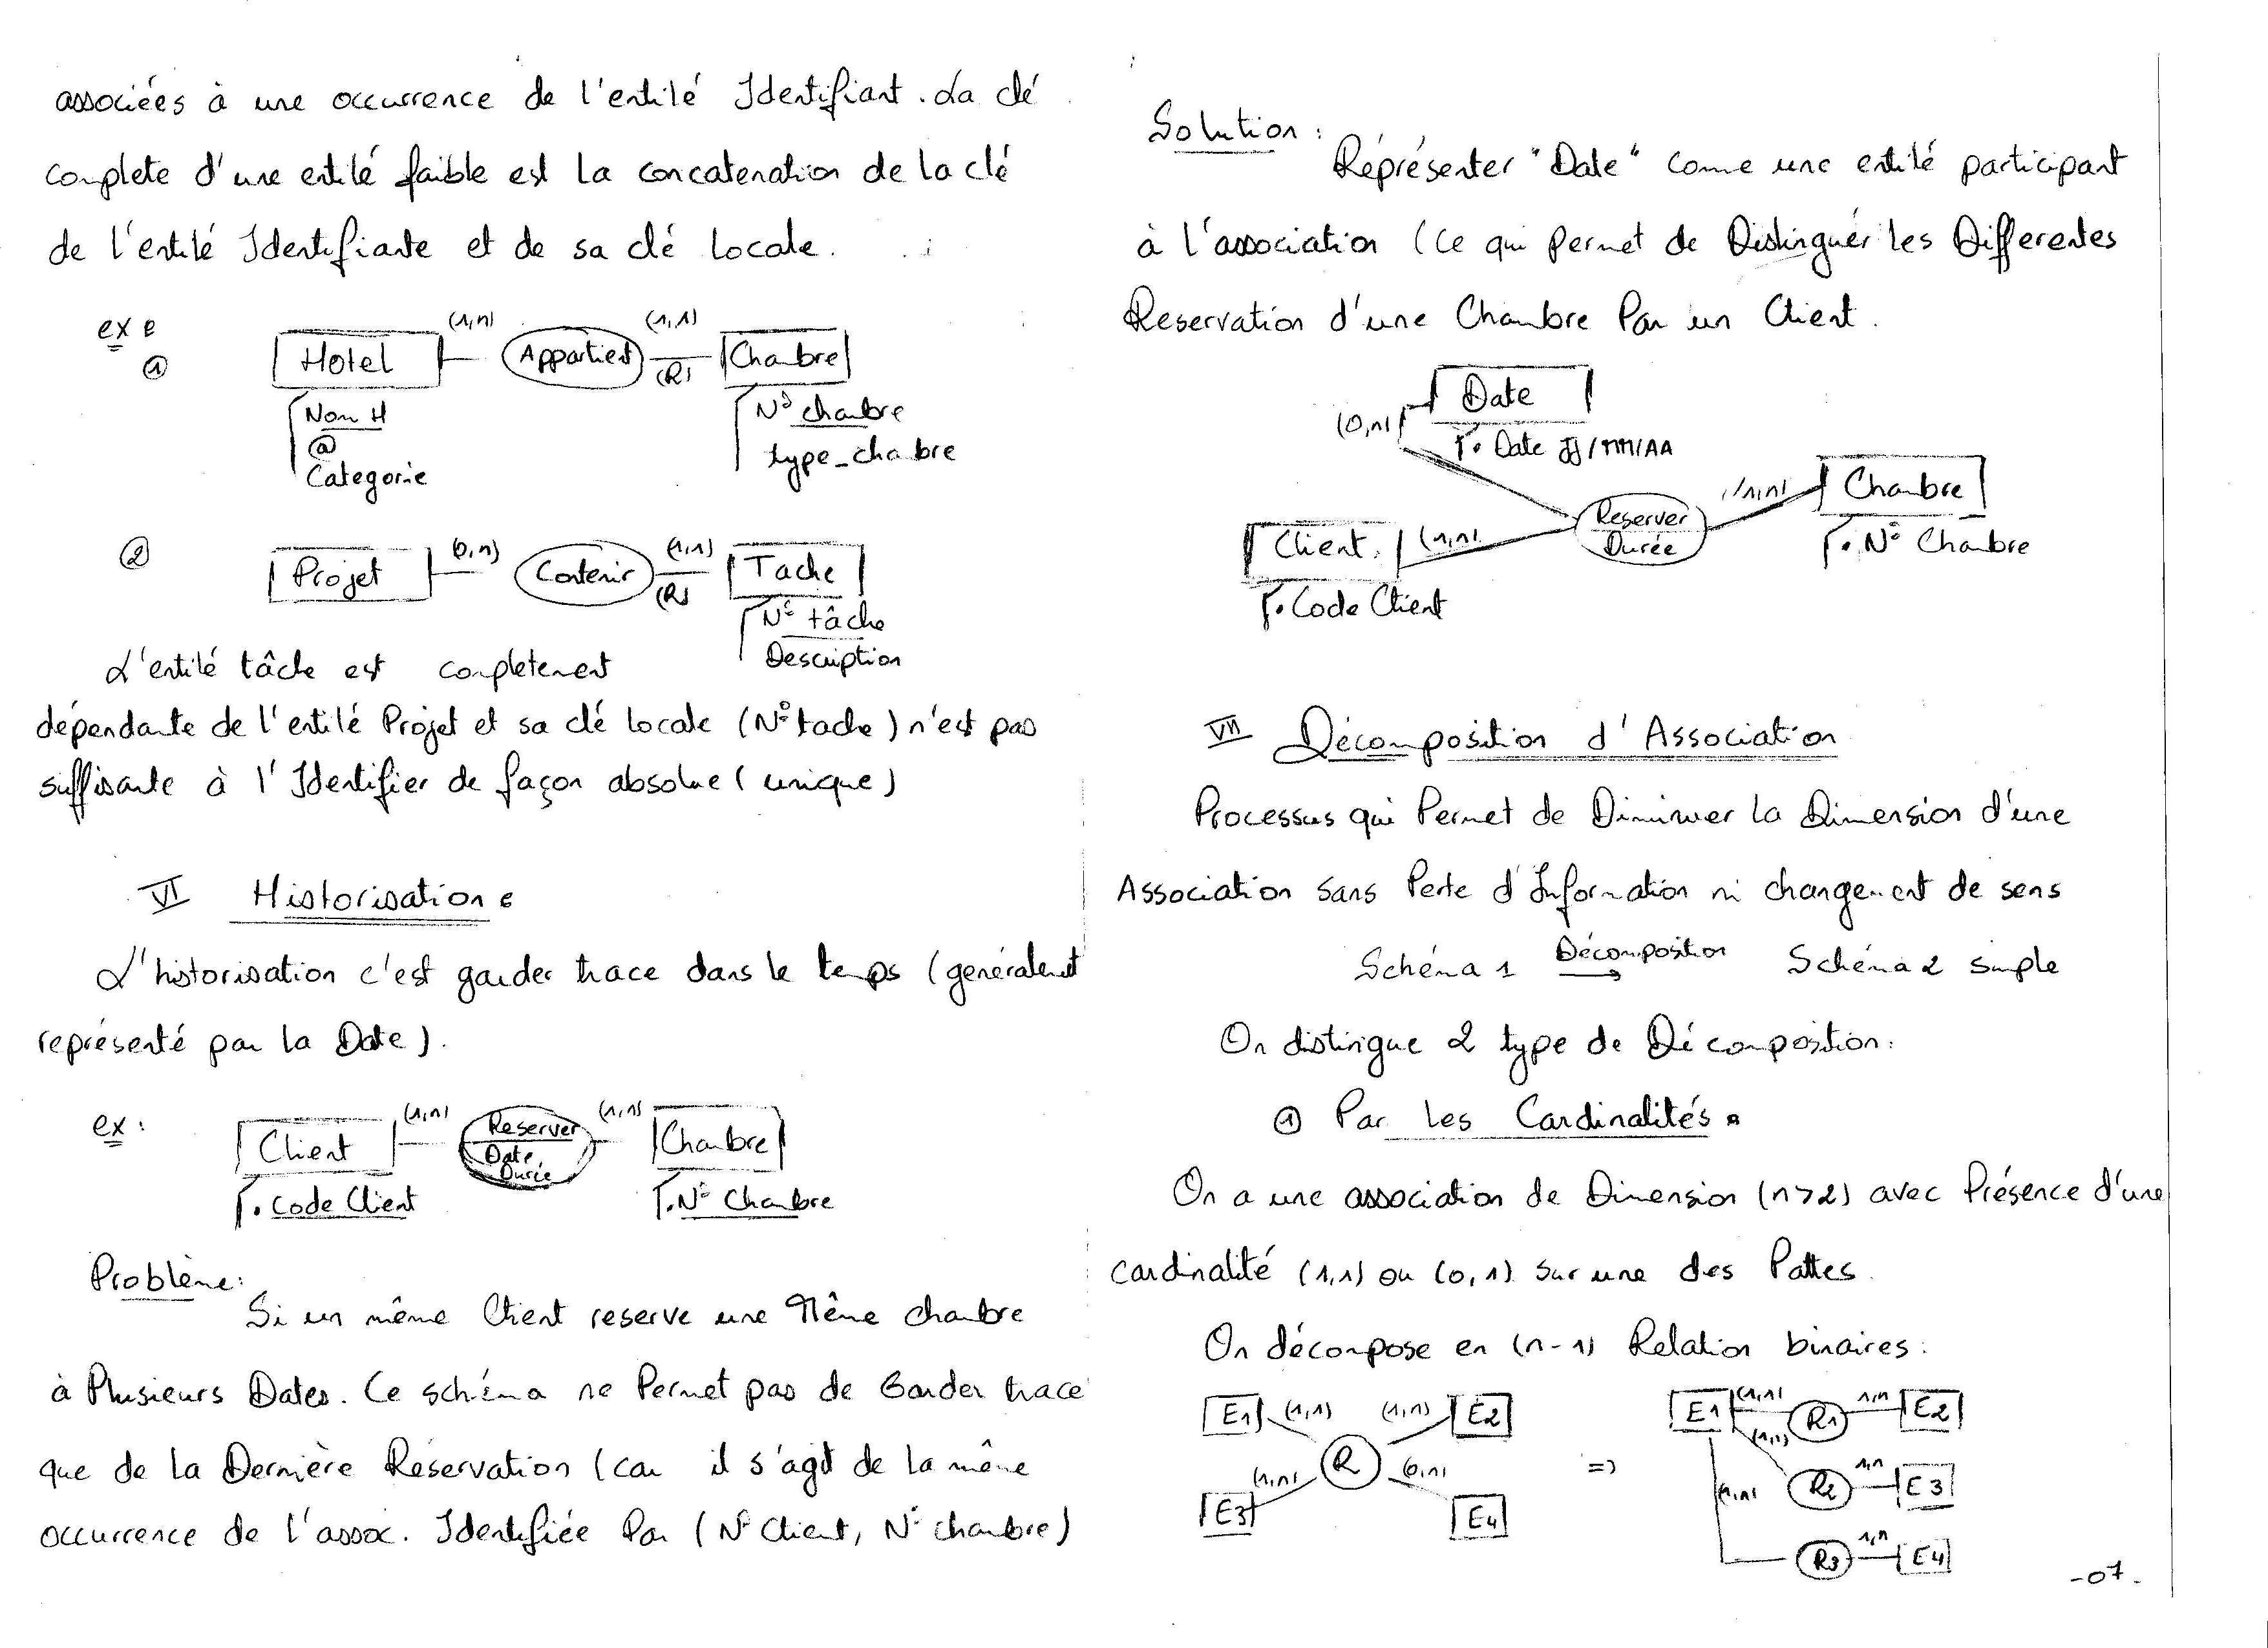 associées à une occurrence de l'entité Identifiant. La clé
complete d'une entité faible est la concatenation de la clé
de l'entité Identifiante et de sa clé locale.
ex
①
Hotel
(1,n)
Appartient
(1,1)
(R)
Chambre
Nom H
@
Categorie
N° chambre
type_chambre
②
Projet
(0,n)
Contenir
(1,1)
(R)
Tache
N° tâche
Description
L'entité tâche est completement
dépendante de l'entité Projet et sa clé locale (N° tache) n'est pas
suffisante à l'Identifier de façon absolue (unique)
VI Historisation :
L'historisation c'est garder trace dans le temps (generalemt
représenté par la Date).
ex :
Client
(1,n)
Reserver
Date
Durée
(1,n)
Chambre
. Code Client
. N° Chambre
Problème:
Si un même Client reserve une Même chambre
à Plusieurs Dates. Ce schéma ne Permet pas de Garder trace
que de la Dernière Reservation (car il s'agit de la même
occurrence de l'assoc. Identifiée Par (N° Client, N° chambre)
Solution :
Réprésenter "Date" come une entité participant
à l'association (Ce qui permet de Distinguér les Differentes
Reservation d'une Chambre Par un Client.
Date
(0,n)
. Date JJ/MM/AA
Chambre
(1,n)
Reserver
Durée
Client
(1,n)
. N° Chambre
. Code Client
VII Décomposition d'Association
Processus qui Permet de Diminuer la Dimension d'une
Association sans Perte d'Information ni changement de sens
Schéma 1 Décomposition → Schéma 2 simple
On distingue 2 type de Décomposition:
① Par les Cardinalités :
On a une association de Dimension (n>2) avec Présence d'une
cardinalité (1,1) ou (0,1) sur une des Pattes.
On décompose en (n-1) Relation binaires :
E1 (1,1) (1,n) E2
R
E3 (1,n) (0,n) E4
=>
E1 (1,1) R1 1,n E2
(1,1) R2 1,n E3
R3 1,n E4
-07-